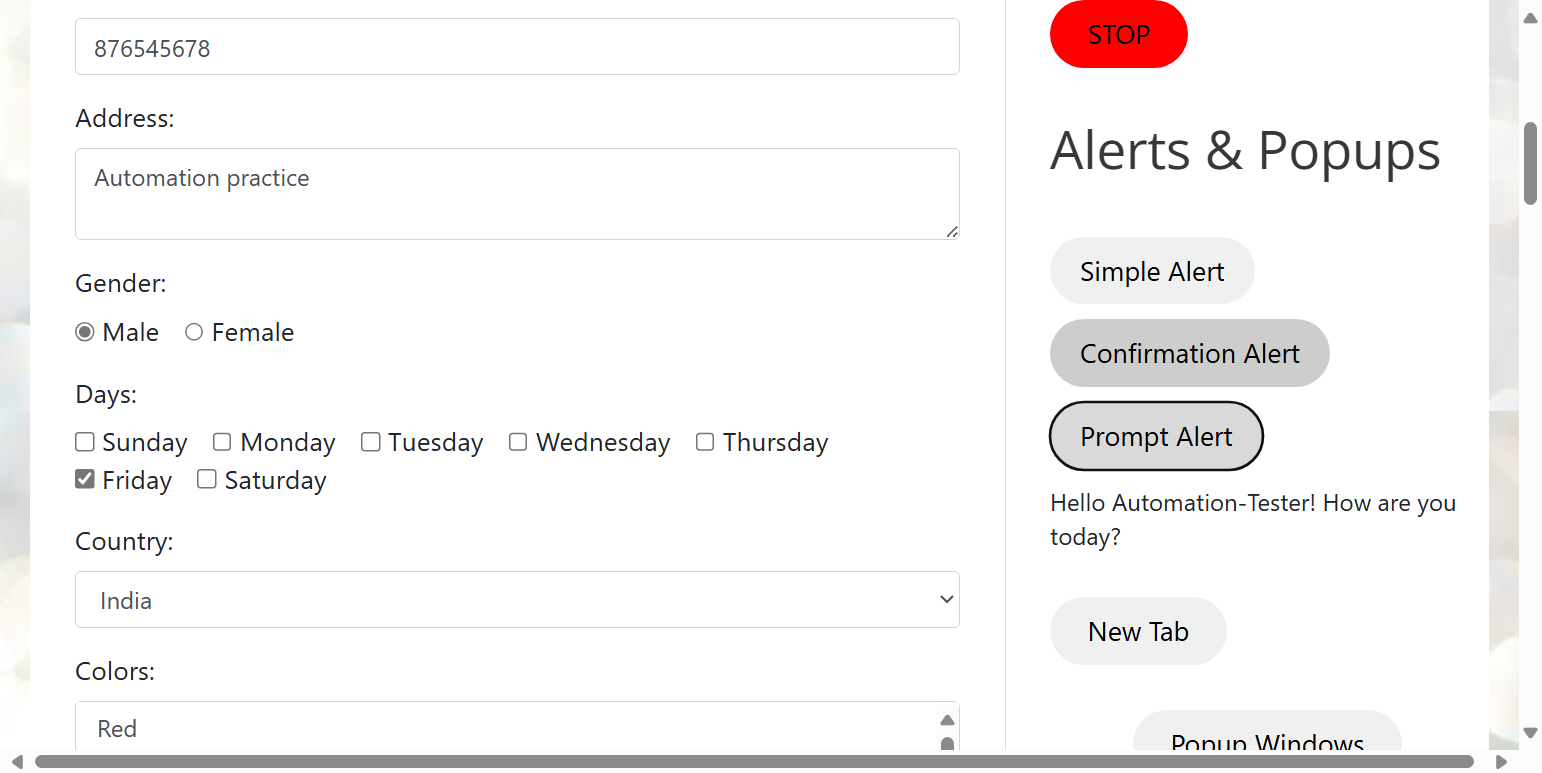 876545678
Address:
Automation practice
Gender:
Male Female
Days:
Sunday Monday Tuesday Wednesday Thursday
Friday Saturday
Country:
India
Colors:
Red
STOP
Alerts & Popups
Simple Alert
Confirmation Alert
Prompt Alert
Hello Automation-Tester! How are you
today?
New Tab
Popup Windows